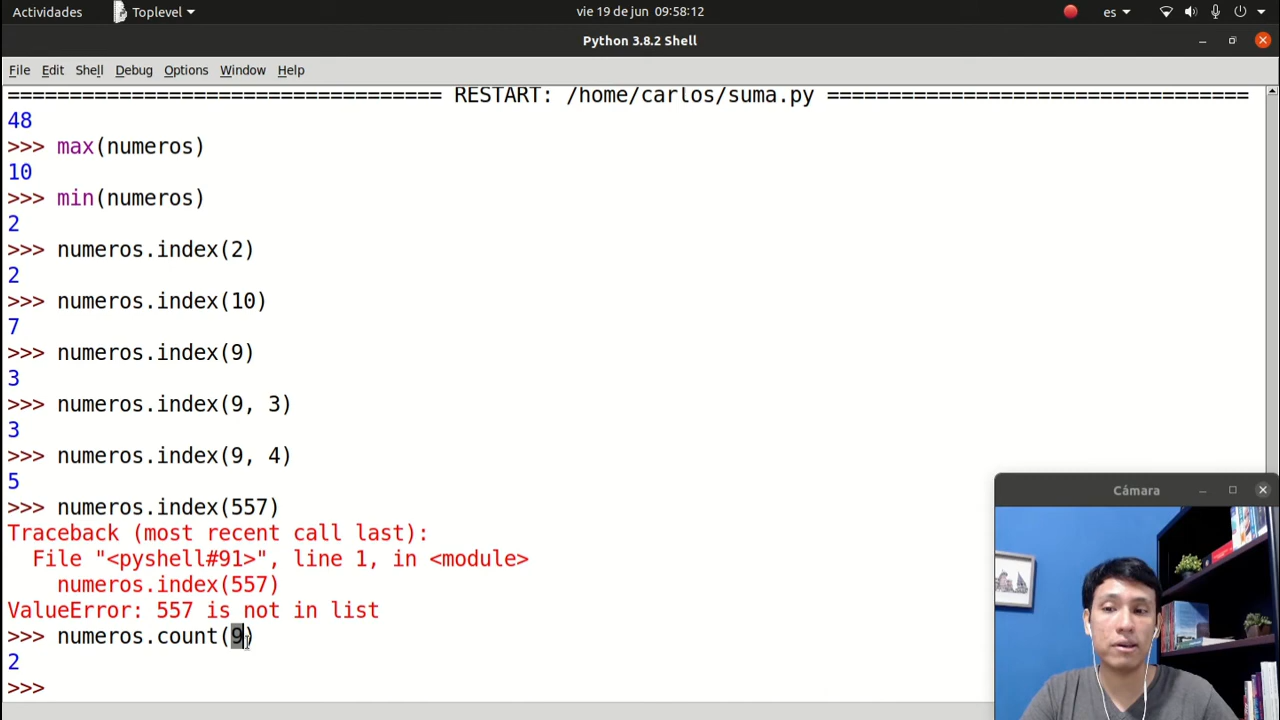 Actividades Toplevel vie 19 de jun 09:58:12 es
Python 3.8.2 Shell
File Edit Shell Debug Options Window Help
================================== RESTART: /home/carlos/suma.py ==================================
48
>>> max(numeros)
10
>>> min(numeros)
2
>>> numeros.index(2)
2
>>> numeros.index(10)
7
>>> numeros.index(9)
3
>>> numeros.index(9, 3)
3
>>> numeros.index(9, 4)
5
>>> numeros.index(557)
Traceback (most recent call last):
  File "<pyshell#91>", line 1, in <module>
    numeros.index(557)
ValueError: 557 is not in list
>>> numeros.count(9)
2
>>>
Cámara